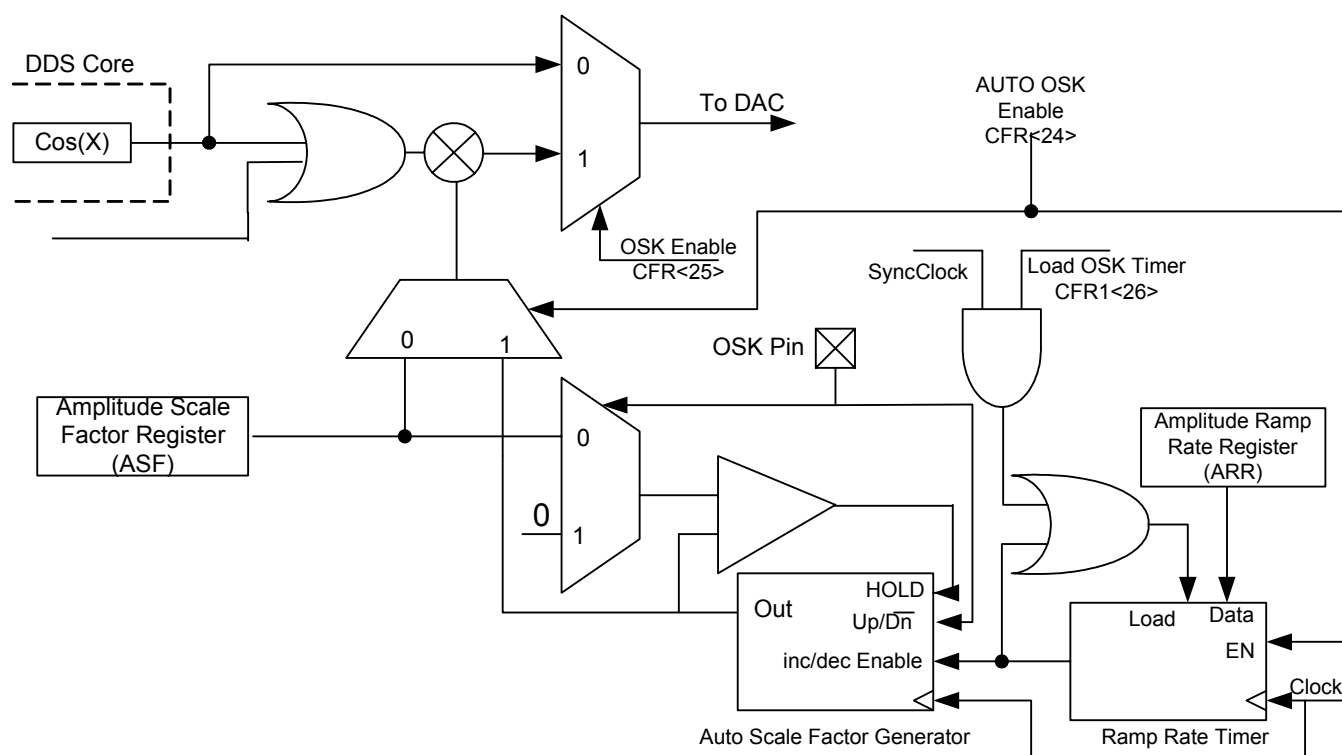 DDS Core
Cos(X)
0
1
To DAC
AUTO OSK
Enable
CFR<24>
OSK Enable
CFR<25>
SyncClock
Load OSK Timer
CFR1<26>
0
1
OSK Pin
Amplitude Scale
Factor Register
(ASF)
0
0
1
Amplitude Ramp
Rate Register
(ARR)
Out
HOLD
Up/Dn̅
inc/dec Enable
Load
Data
EN
Clock
Auto Scale Factor Generator
Ramp Rate Timer